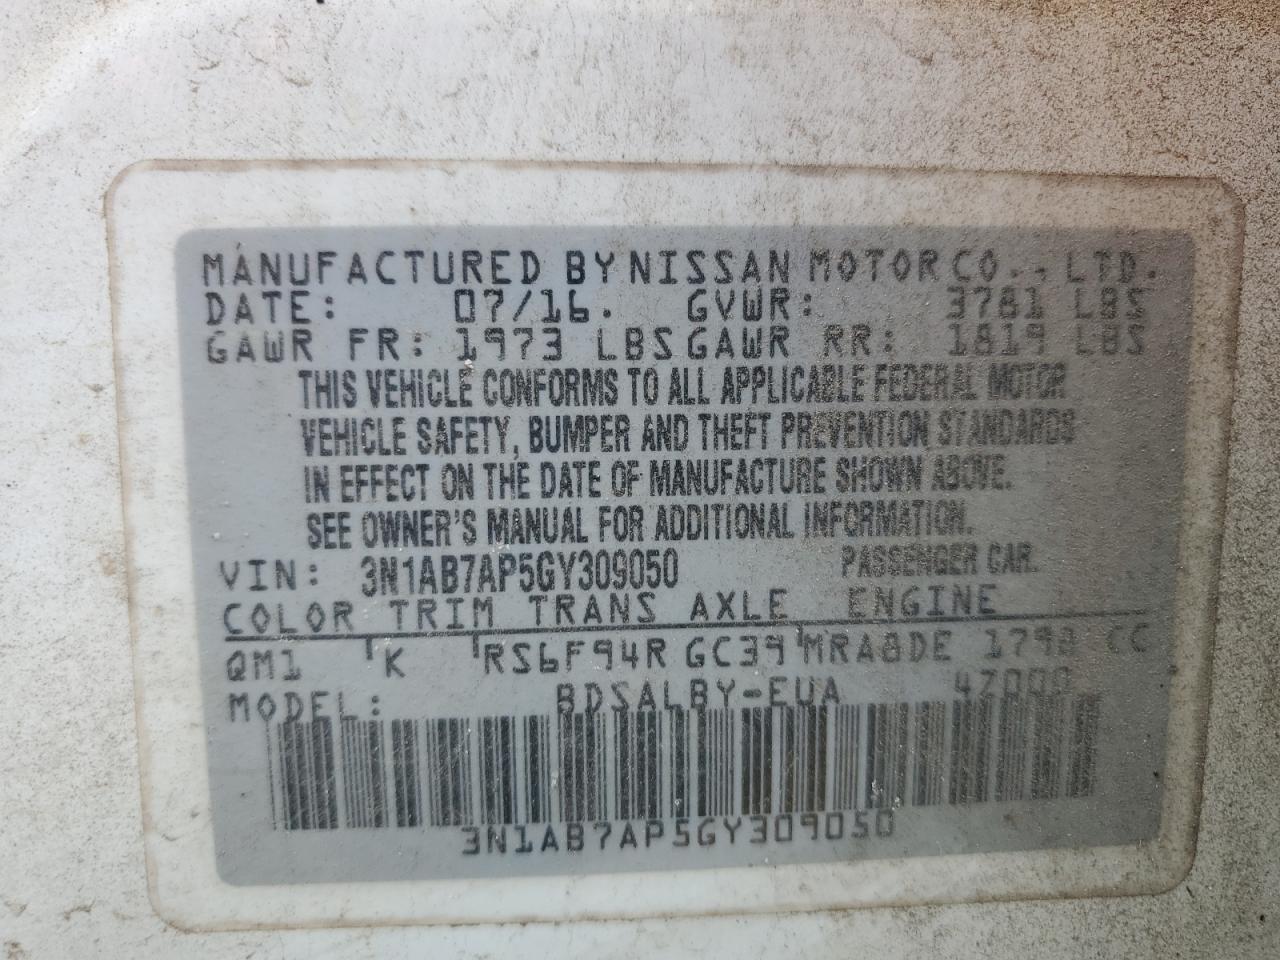 MANUFACTURED BY NISSAN MOTOR CO., LTD.
DATE: 07/16. GVWR: 3781 LBS
GAWR FR: 1973 LBS GAWR RR: 1819 LBS
THIS VEHICLE CONFORMS TO ALL APPLICABLE FEDERAL MOTOR
VEHICLE SAFETY, BUMPER AND THEFT PREVENTION STANDARDS
IN EFFECT ON THE DATE OF MANUFACTURE SHOWN ABOVE.
SEE OWNER'S MANUAL FOR ADDITIONAL INFORMATION.
VIN: 3N1AB7AP5GY309050 PASSENGER CAR.
COLOR TRIM TRANS AXLE ENGINE
QM1 K RS6F94R GC39 MRA8DE 1798 CC
MODEL: BDSALBY-EUA 4Z000
3N1AB7AP5GY309050